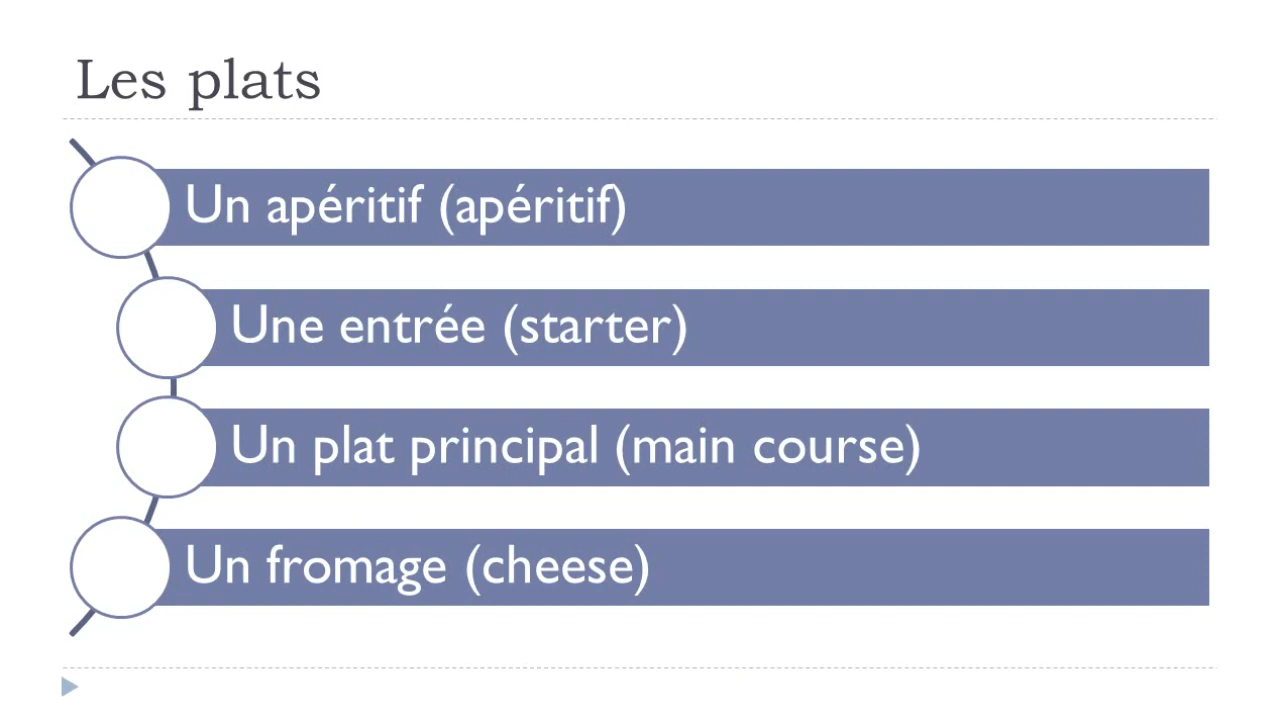 Les plats
Un apéritif (apéritif)
Une entrée (starter)
Un plat principal (main course)
Un fromage (cheese)